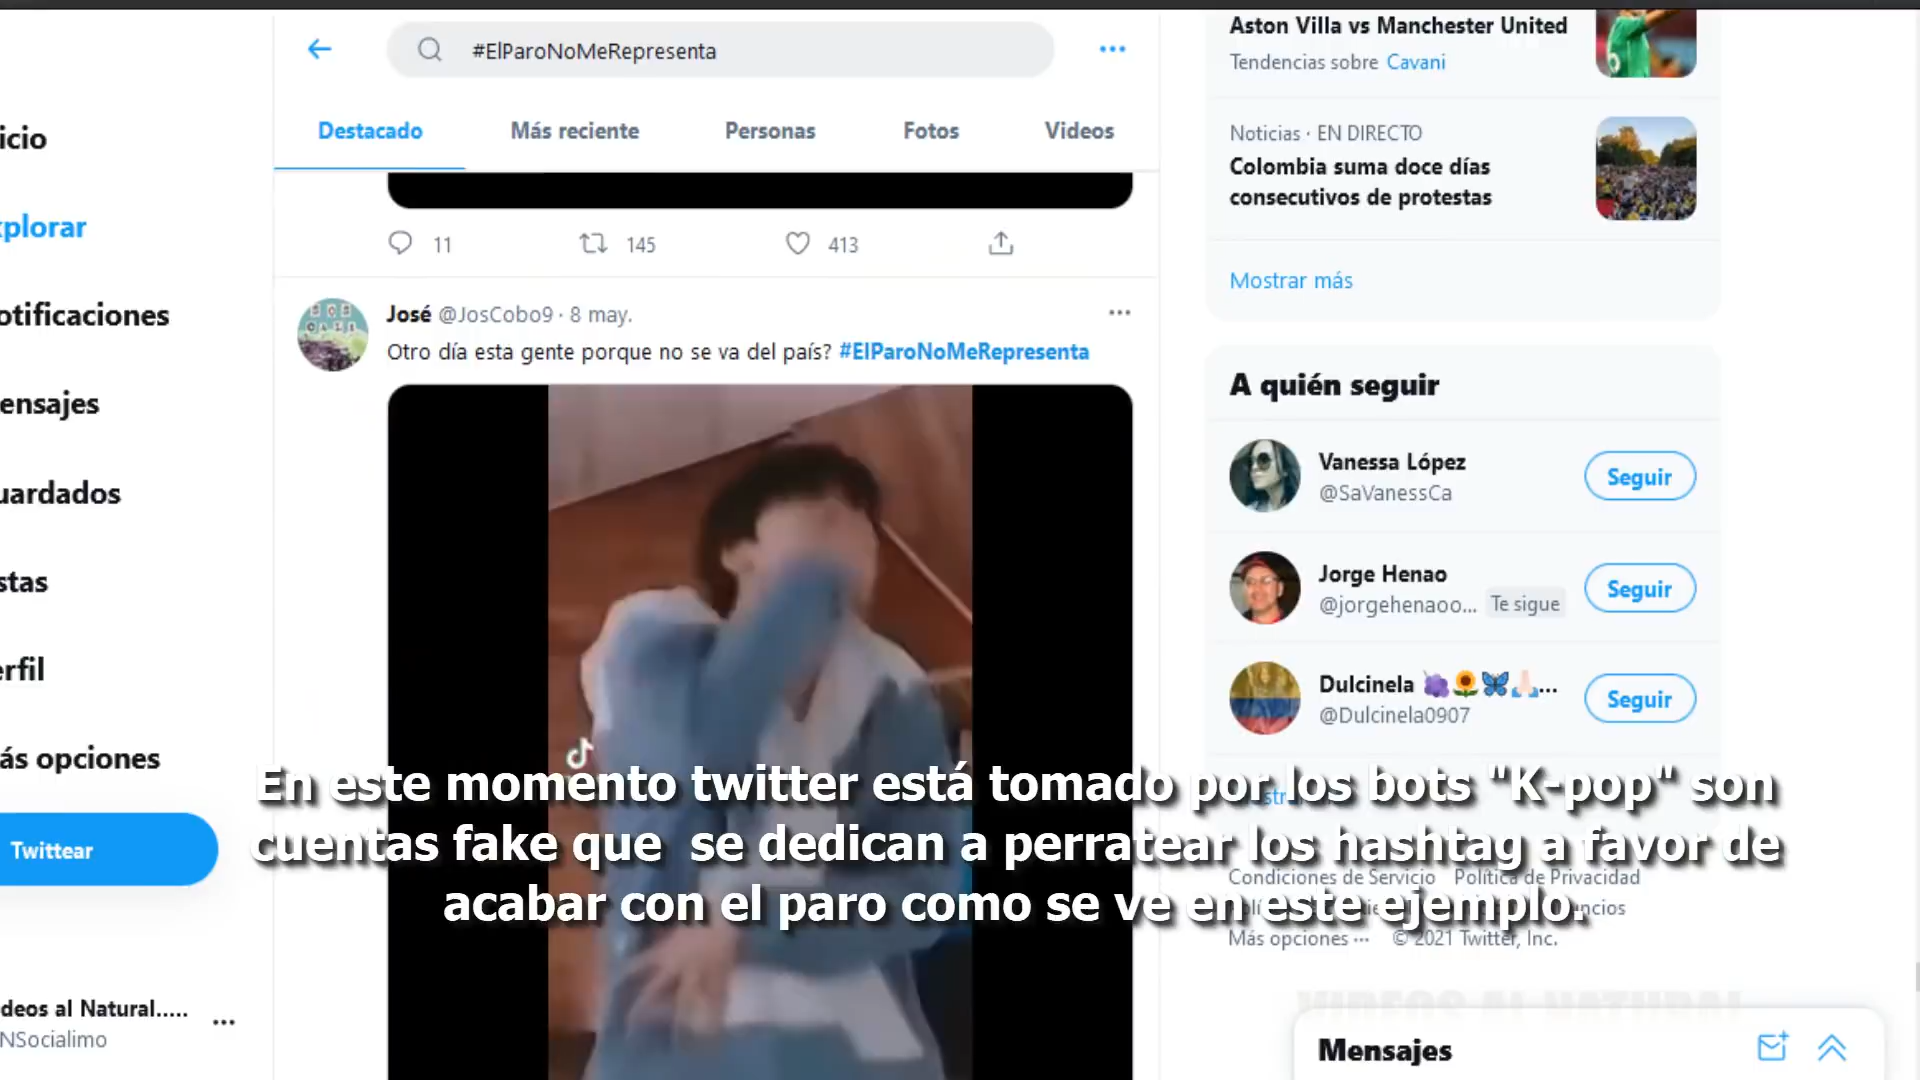 #ElParoNoMeRepresenta
Destacado
Más reciente
Personas
Fotos
Videos
icio
xplorar
otificaciones
ensajes
uardados
stas
erfil
ás opciones
Twittear
deos al Natural.....
NSocialimo
11
145
413
José @JosCobo9 · 8 may.
Otro día esta gente porque no se va del país? #ElParoNoMeRepresenta
En este momento twitter está tomado por los bots "K-pop" son
cuentas fake que se dedican a perratear los hashtag a favor de
acabar con el paro como se ve en este ejemplo.
Aston Villa vs Manchester United
Tendencias sobre Cavani
Noticias · EN DIRECTO
Colombia suma doce días
consecutivos de protestas
Mostrar más
A quién seguir
Vanessa López
@SaVanessCa
Seguir
Jorge Henao
@jorgehenaoo... Te sigue
Seguir
Dulcinela 🍇🌻🦋🙏🏻...
@Dulcinela0907
Seguir
Condiciones de Servicio Política de Privacidad
Más opciones ··· © 2021 Twitter, Inc.
VIDEOS AL NATURAL
Mensajes